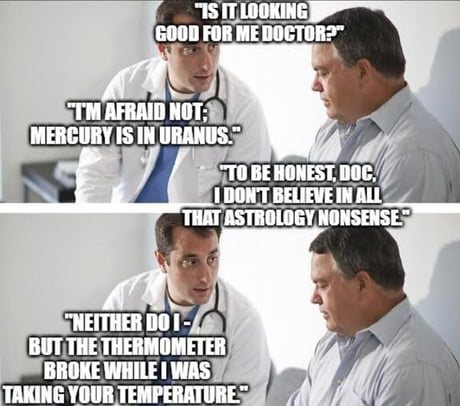 "IS IT LOOKING
GOOD FOR ME DOCTOR?"
"I'M AFRAID NOT;
MERCURY IS IN URANUS."
"TO BE HONEST, DOC,
I DON'T BELIEVE IN ALL
THAT ASTROLOGY NONSENSE."
"NEITHER DO I -
BUT THE THERMOMETER
BROKE WHILE I WAS
TAKING YOUR TEMPERATURE."